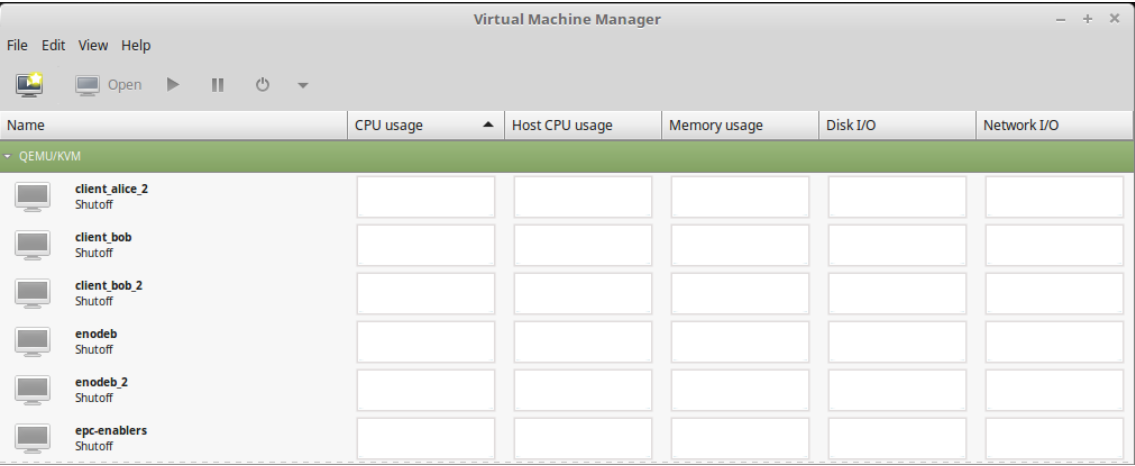 Virtual Machine Manager
File Edit View Help
Open
Name CPU usage Host CPU usage Memory usage Disk I/O Network I/O
QEMU/KVM
client_alice_2
Shutoff
client_bob
Shutoff
client_bob_2
Shutoff
enodeb
Shutoff
enodeb_2
Shutoff
epc-enablers
Shutoff